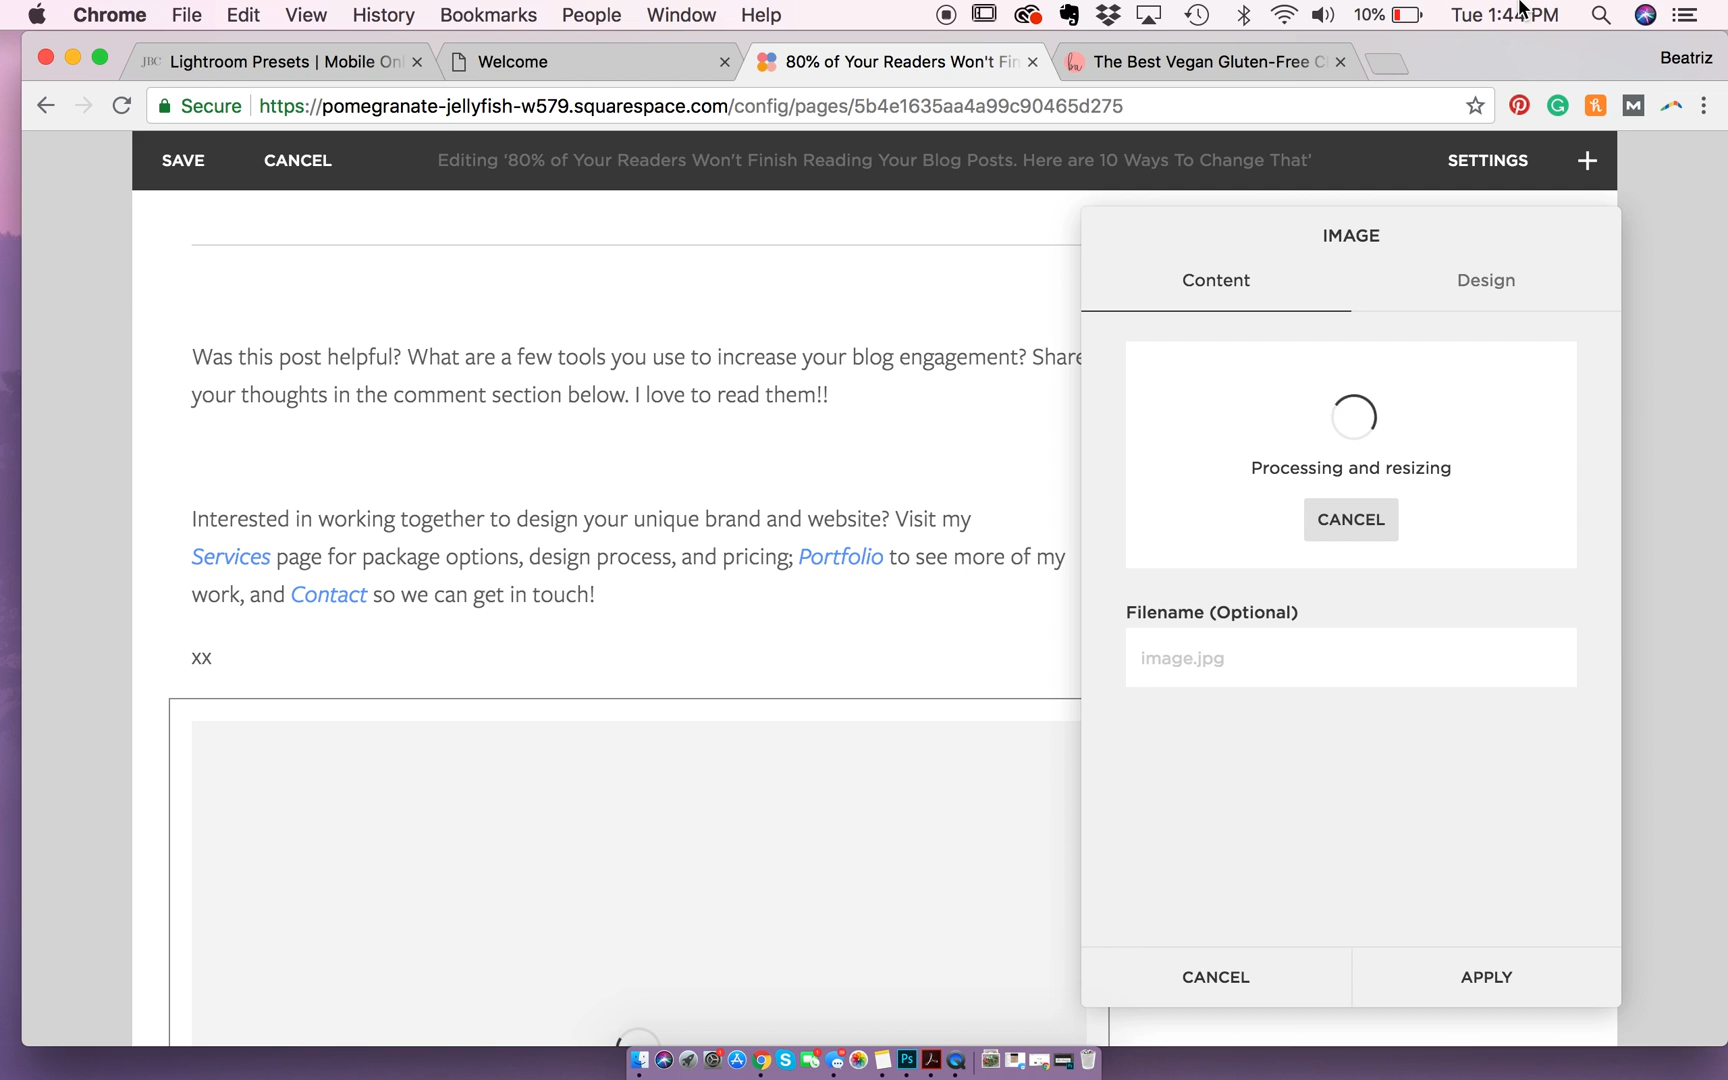 Chrome File Edit View History Bookmarks People Window Help 10% Tue 1:44 PM
JBC Lightroom Presets | Mobile Onl Welcome 80% of Your Readers Won't Fin The Best Vegan Gluten-Free C Beatriz
Secure https://pomegranate-jellyfish-w579.squarespace.com/config/pages/5b4e1635aa4a99c90465d275
SAVE CANCEL Editing '80% of Your Readers Won't Finish Reading Your Blog Posts. Here are 10 Ways To Change That' SETTINGS +
IMAGE
Content Design
Was this post helpful? What are a few tools you use to increase your blog engagement? Share
your thoughts in the comment section below. I love to read them!!
Processing and resizing
CANCEL
Interested in working together to design your unique brand and website? Visit my
Services page for package options, design process, and pricing; Portfolio to see more of my
work, and Contact so we can get in touch!
xx
Filename (Optional)
image.jpg
CANCEL APPLY
Ps